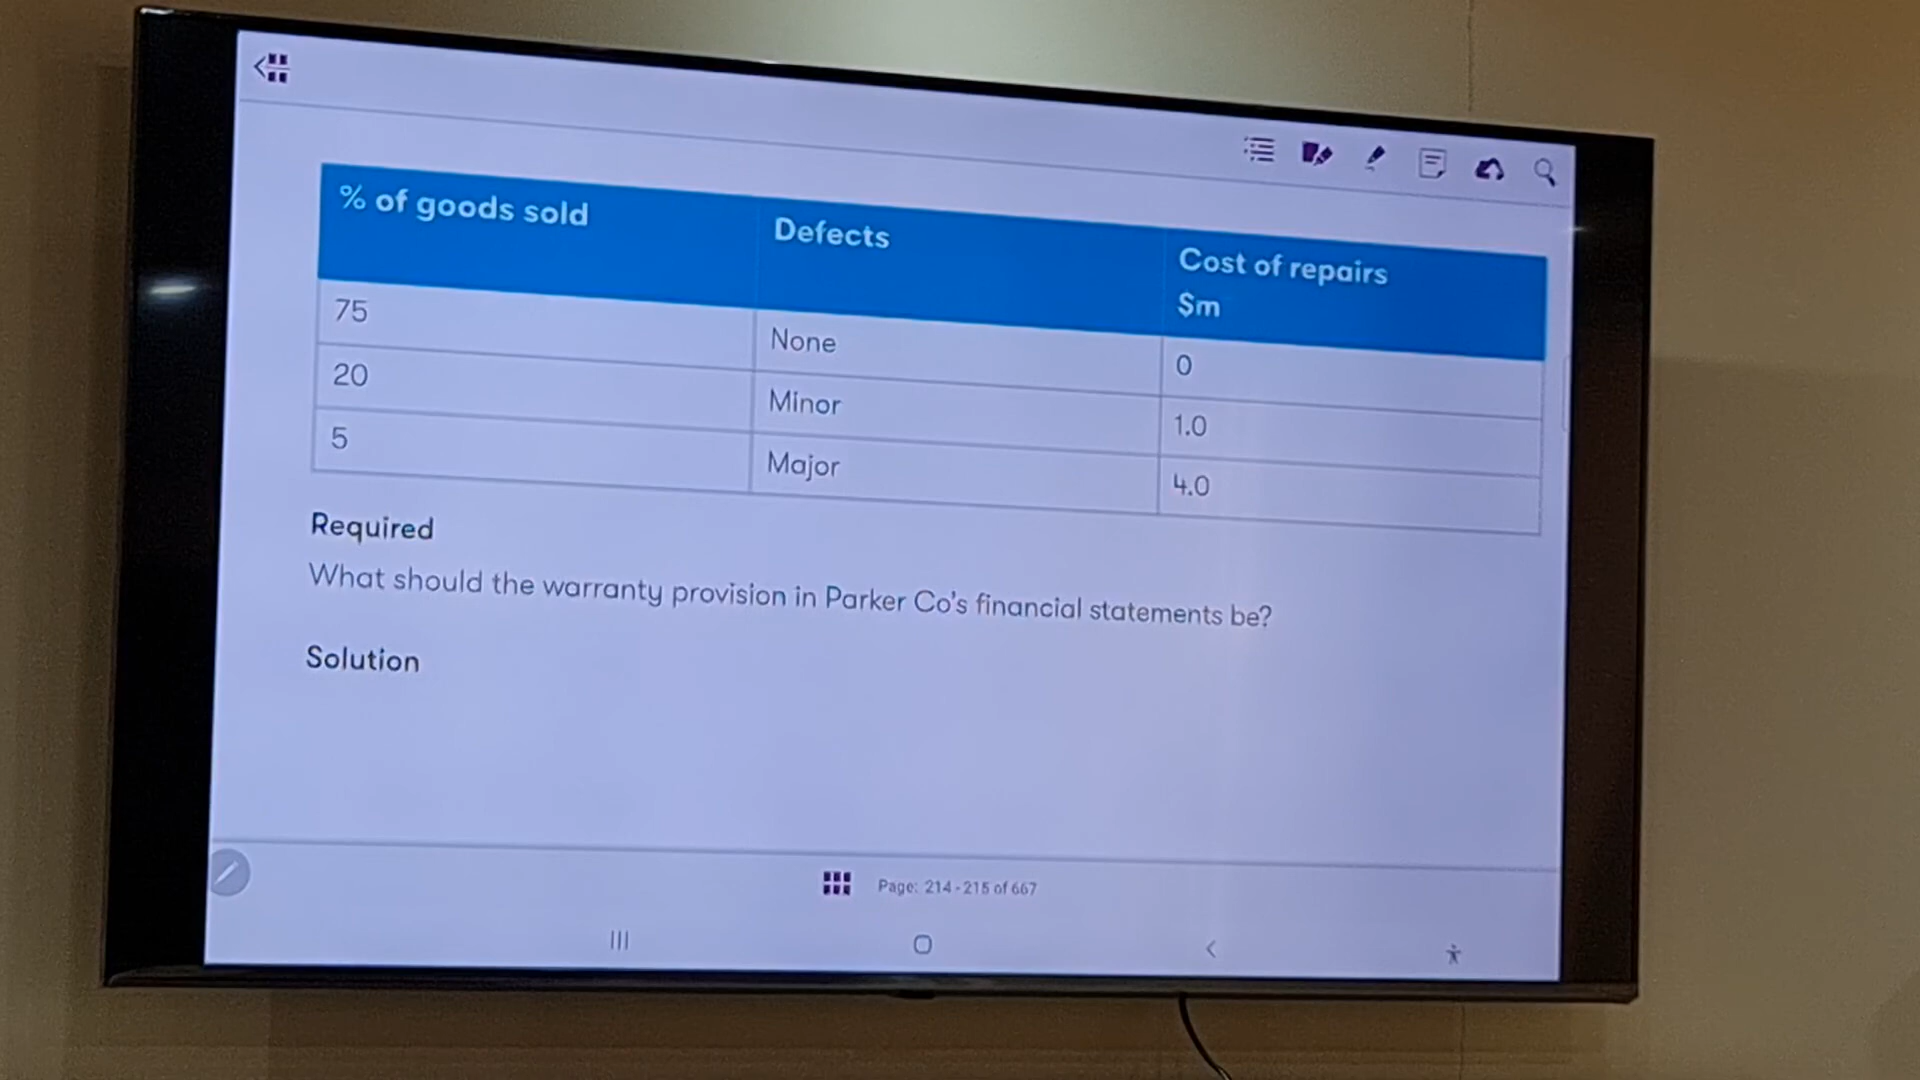 % of goods sold Defects Cost of repairs
$m
75 None 0
20 Minor 1.0
5 Major 4.0
Required
What should the warranty provision in Parker Co's financial statements be?
Solution
Page: 214-215 of 667